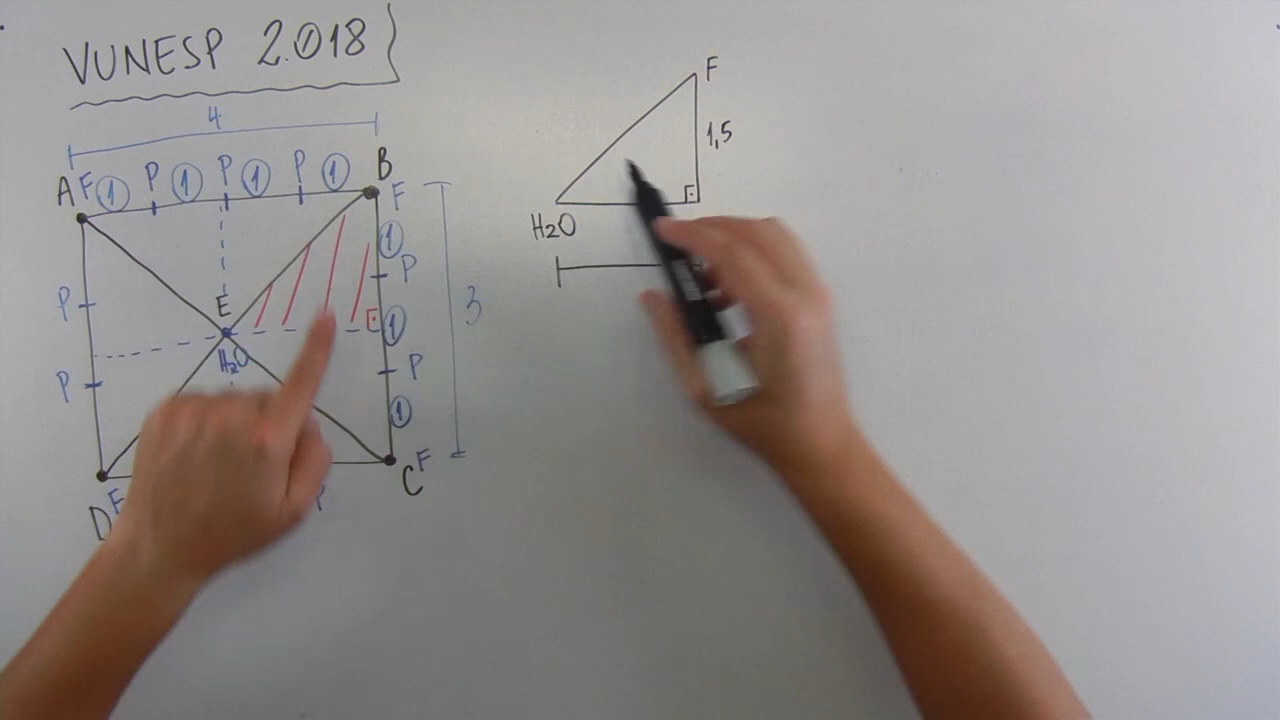 VUNESP 2.018
4
A F ① P ① P ① P ① B
F
①
P
P
E
①
3
H₂O
P
P
①
C F
D F
P
F
1,5
H₂O